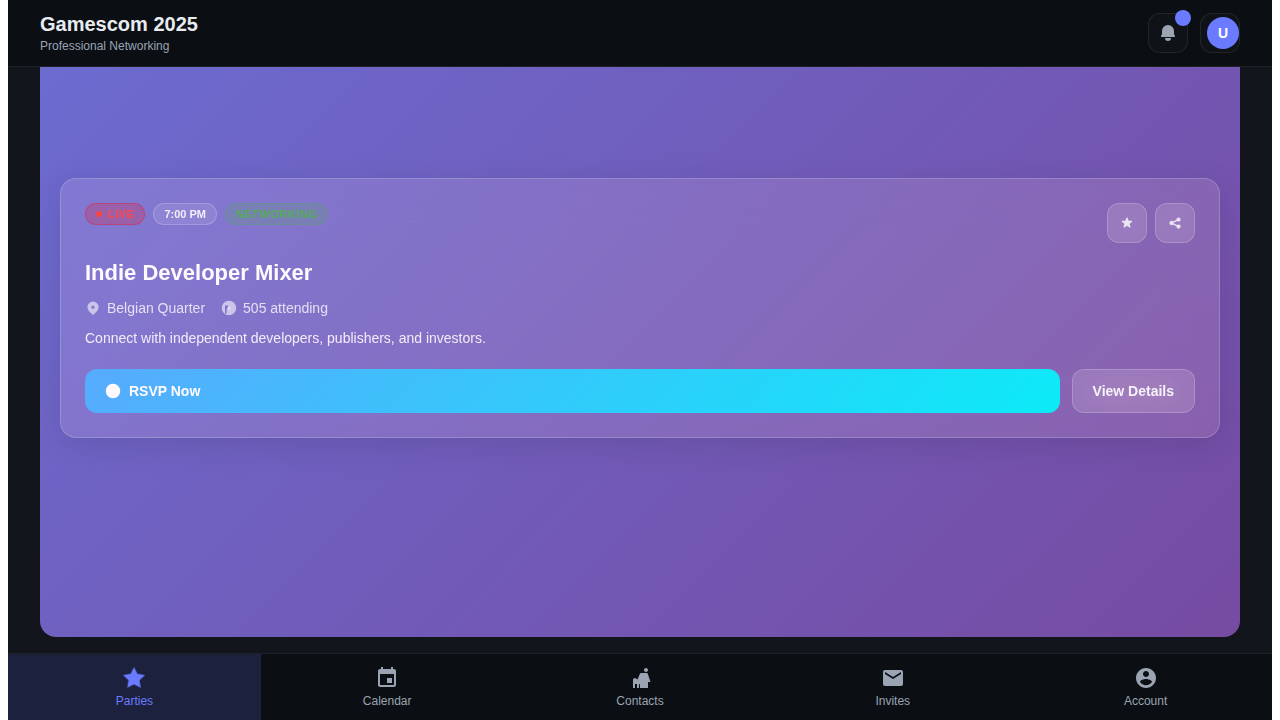 Gamescom 2025
Professional Networking
U
LIVE
7:00 PM
NETWORKING
Indie Developer Mixer
Belgian Quarter
505 attending
Connect with independent developers, publishers, and investors.
RSVP Now
View Details
Parties
Calendar
Contacts
Invites
Account